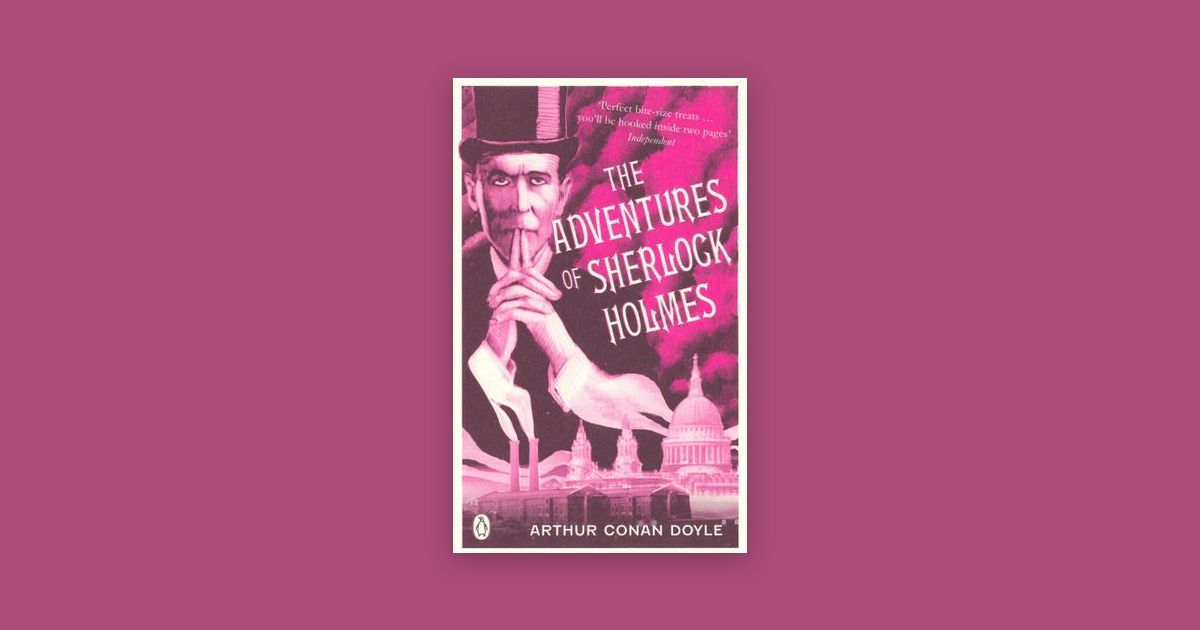 ‘Perfect bite-size treats ...
you’ll be hooked inside two pages’
Independent
THE
ADVENTURES
OF SHERLOCK
HOLMES
ARTHUR CONAN DOYLE